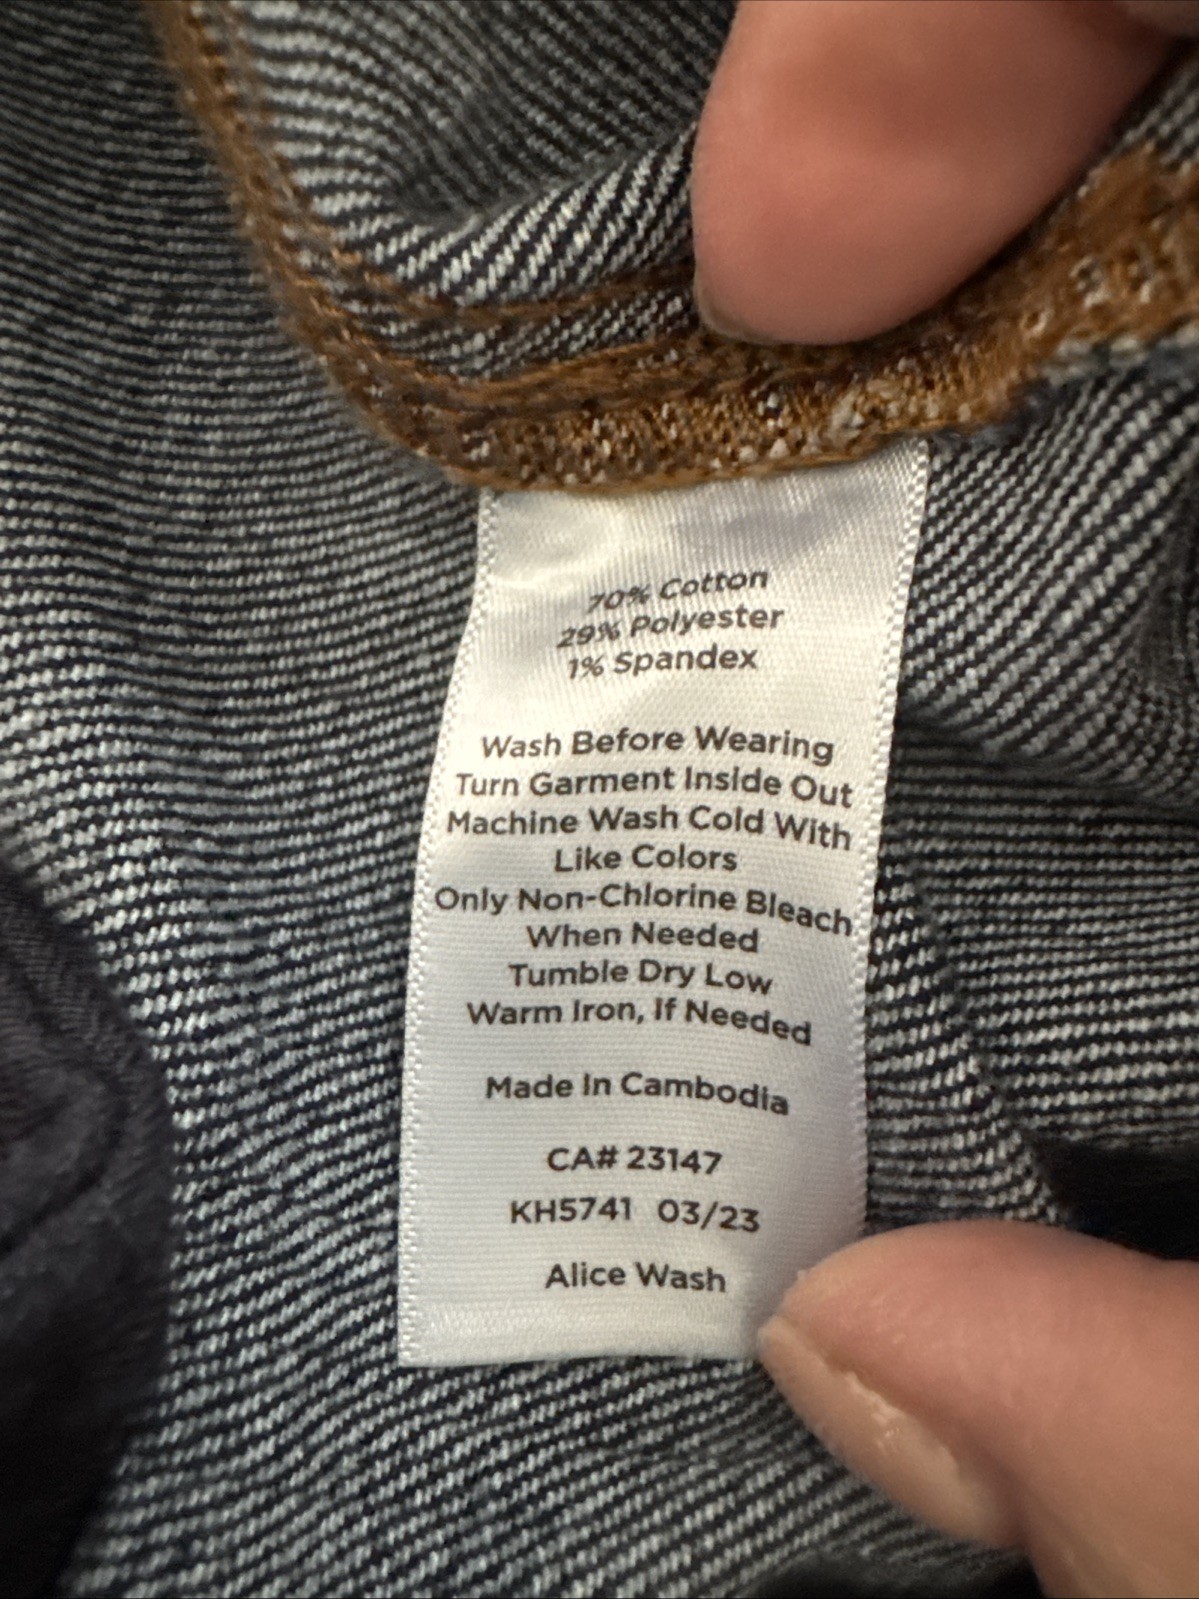 70% Cotton
29% Polyester
1% Spandex
Wash Before Wearing
Turn Garment Inside Out
Machine Wash Cold With
Like Colors
Only Non-Chlorine Bleach
When Needed
Tumble Dry Low
Warm Iron, If Needed
Made In Cambodia
CA# 23147
KH5741 03/23
Alice Wash